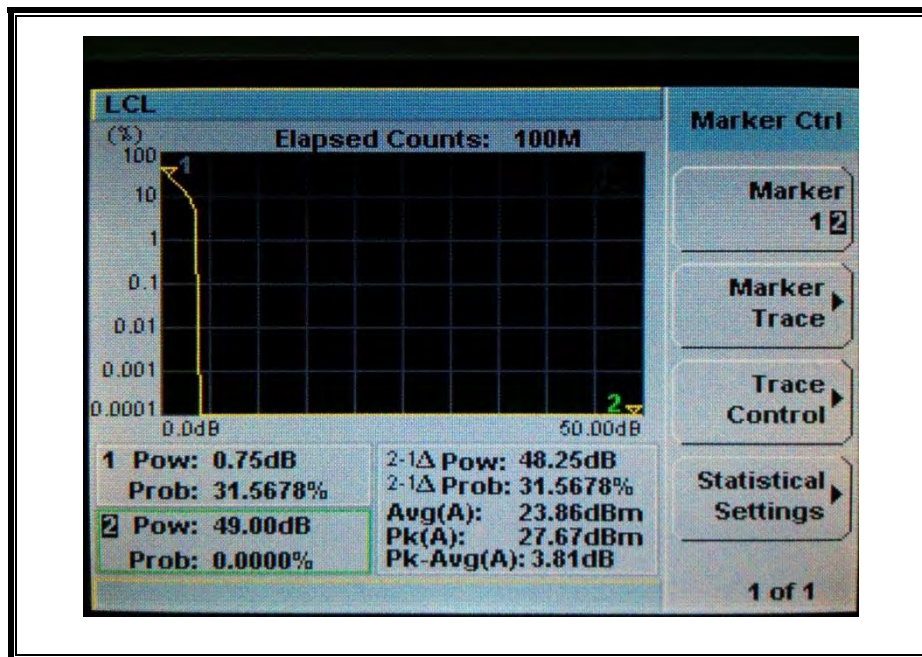 LCL
(%)
Elapsed Counts: 100M
100
10
1
0.1
0.01
0.001
0.0001
1
2
0.0dB
50.00dB
1 Pow: 0.75dB
Prob: 31.5678%
2 Pow: 49.00dB
Prob: 0.0000%
2-1Δ Pow: 48.25dB
2-1Δ Prob: 31.5678%
Avg(A): 23.86dBm
Pk(A): 27.67dBm
Pk-Avg(A): 3.81dB
Marker Ctrl
Marker
1 2
Marker
Trace
Trace
Control
Statistical
Settings
1 of 1